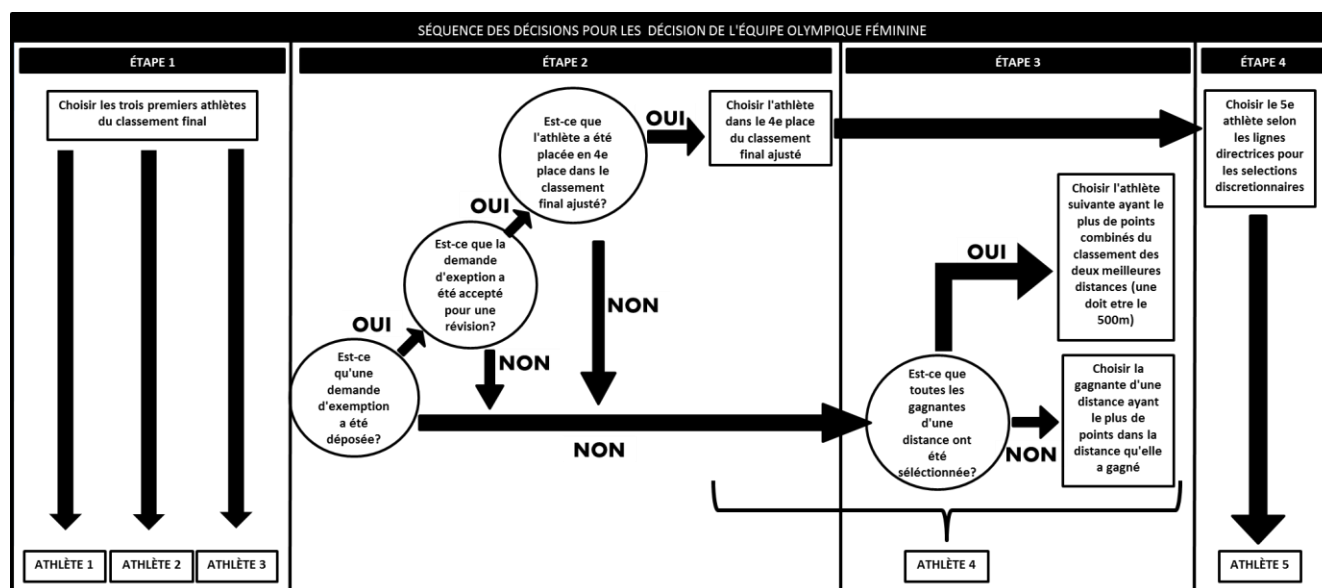 SÉQUENCE DES DÉCISIONS POUR LES DÉCISION DE L'ÉQUIPE OLYMPIQUE FÉMININE
ÉTAPE 1
Choisir les trois premiers athlètes
du classement final
ATHLÈTE 1
ATHLÈTE 2
ATHLÈTE 3
ÉTAPE 2
Est-ce
qu'une
demande
d'exemption
a été
déposée?
OUI
NON
Est-ce que la
demande
d'exeption a
été accepté
pour une
révision?
OUI
NON
Est-ce que
l'athlète a été
placée en 4e
place dans le
classement
final ajusté?
OUI
NON
Choisir l'athlète
dans le 4e place
du classement
final ajusté
ÉTAPE 3
Est-ce que
toutes les
gagnantes
d'une
distance ont
été
séléctionnée?
OUI
Choisir l'athlète
suivante ayant le
plus de points
combinés du
classement des
deux meilleures
distances (une
doit etre le
500m)
NON
Choisir la
gagnante d'une
distance ayant
le plus de
points dans la
distance qu'elle
a gagné
ATHLÈTE 4
ÉTAPE 4
Choisir le 5e
athlète selon
les lignes
directrices pour
les selections
discretionnaires
ATHLÈTE 5